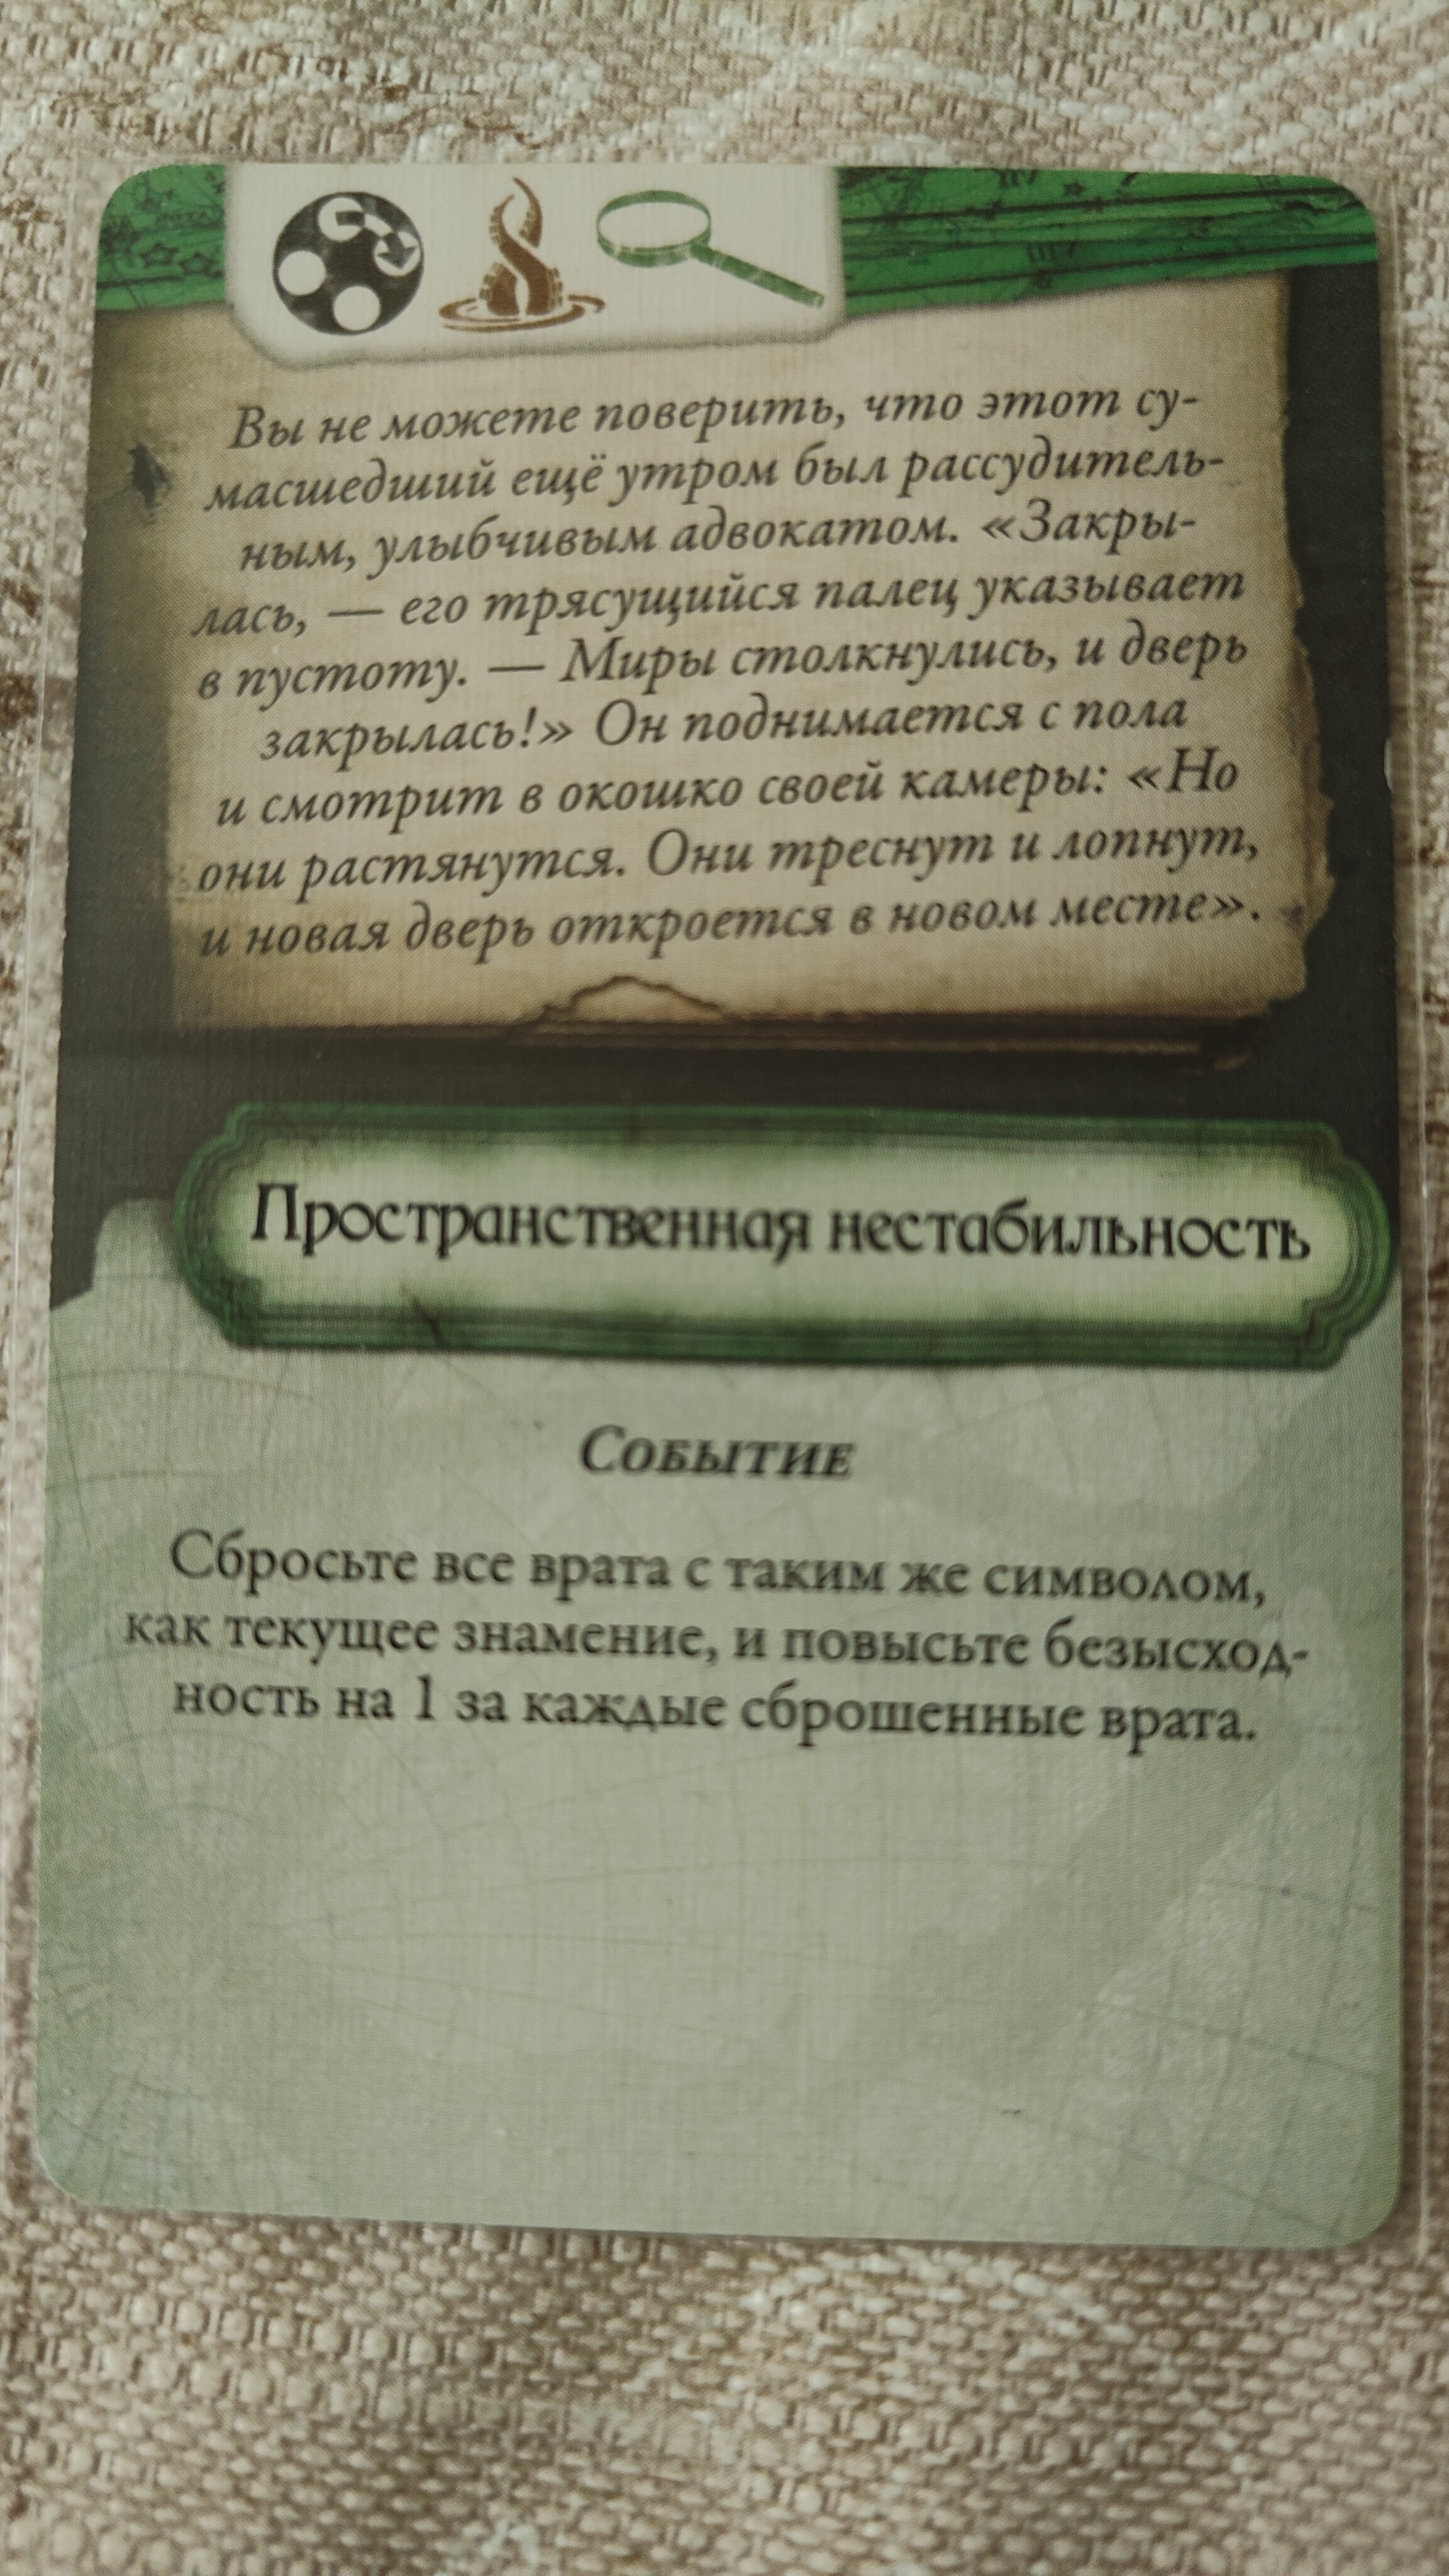 Вы не можете поверить, что этот су-
масшедший ещё утром был рассудитель-
ным, улыбчивым адвокатом. «Закры-
лась, — его трясущийся палец указывает
в пустоту. — Миры столкнулись, и дверь
закрылась!» Он поднимается с пола
и смотрит в окошко своей камеры: «Но
они растянутся. Они треснут и лопнут,
и новая дверь откроется в новом месте».
Пространственная нестабильность
Событие
Сбросьте все врата с таким же символом,
как текущее знамение, и повысьте безысход-
ность на 1 за каждые сброшенные врата.